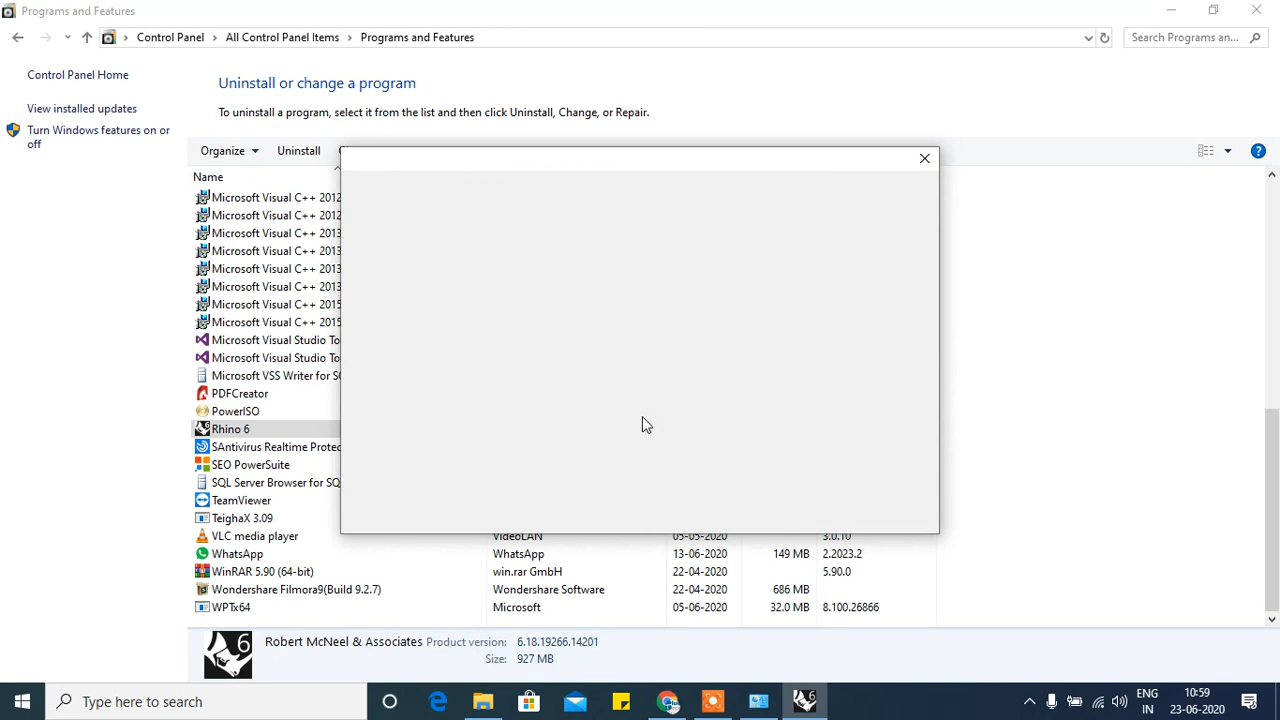 Programs and Features
Control Panel > All Control Panel Items > Programs and Features
Search Programs an...
Control Panel Home
View installed updates
Turn Windows features on or
off
Uninstall or change a program
To uninstall a program, select it from the list and then click Uninstall, Change, or Repair.
Organize Uninstall
Name
Microsoft Visual C++ 2012
Microsoft Visual C++ 2012
Microsoft Visual C++ 2013
Microsoft Visual C++ 2013
Microsoft Visual C++ 2013
Microsoft Visual C++ 2013
Microsoft Visual C++ 2015
Microsoft Visual C++ 2015
Microsoft Visual Studio To
Microsoft Visual Studio To
Microsoft VSS Writer for S
PDFCreator
PowerISO
Rhino 6
SAntivirus Realtime Protec
SEO PowerSuite
SQL Server Browser for SQ
TeamViewer
TeighaX 3.09
VLC media player VideoLAN 05-05-2020 3.0.10
WhatsApp WhatsApp 13-06-2020 149 MB 2.2023.2
WinRAR 5.90 (64-bit) win.rar GmbH 22-04-2020 5.90.0
Wondershare Filmora9(Build 9.2.7) Wondershare Software 22-04-2020 686 MB
WPTx64 Microsoft 05-06-2020 32.0 MB 8.100.26866
6
Robert McNeel & Associates Product version: 6.18.19266.14201
Size: 927 MB
Type here to search
6
ENG
IN
10:59
23-06-2020